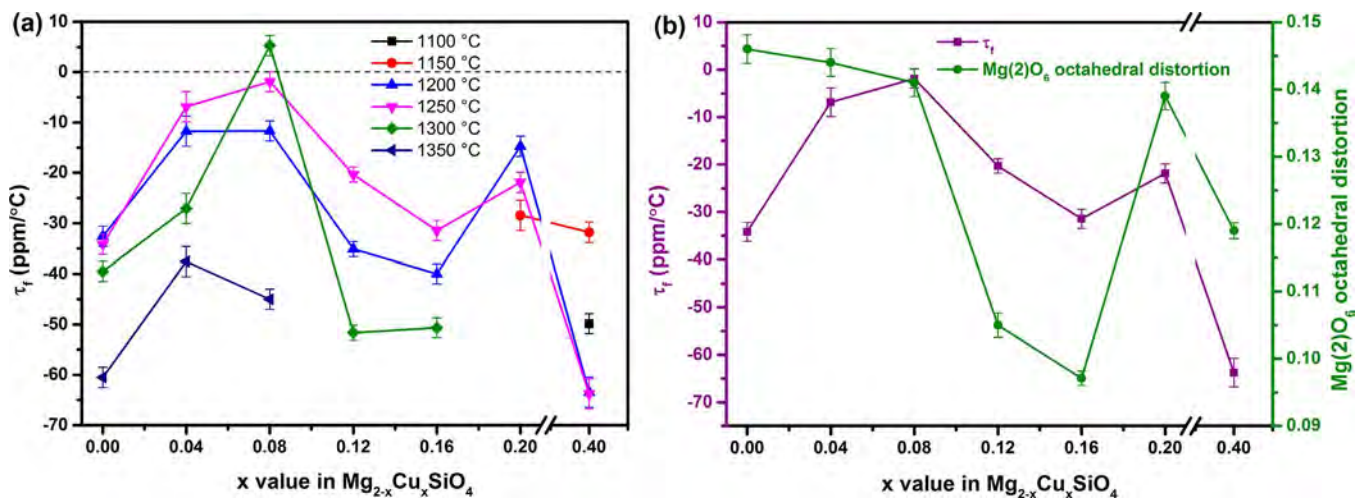 (a)
τf (ppm/°C)
10
0
-10
-20
-30
-40
-50
-60
-70
1100 °C
1150 °C
1200 °C
1250 °C
1300 °C
1350 °C
0.00 0.04 0.08 0.12 0.16 0.20 0.40
x value in Mg2-xCuxSiO4
(b)
τf (ppm/°C)
10
0
-10
-20
-30
-40
-50
-60
-70
τf
Mg(2)O6 octahedral distortion
0.15
0.14
0.13
0.12
0.11
0.10
0.09
Mg(2)O6 octahedral distortion
0.00 0.04 0.08 0.12 0.16 0.20 0.40
x value in Mg2-xCuxSiO4